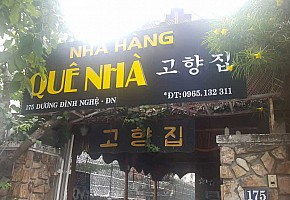 NHÀ HÀNG
QUÊ NHÀ 고향집
175 DƯƠNG ĐÌNH NGHỆ - ĐN
*ĐT: 0965.132 311
고향집
175